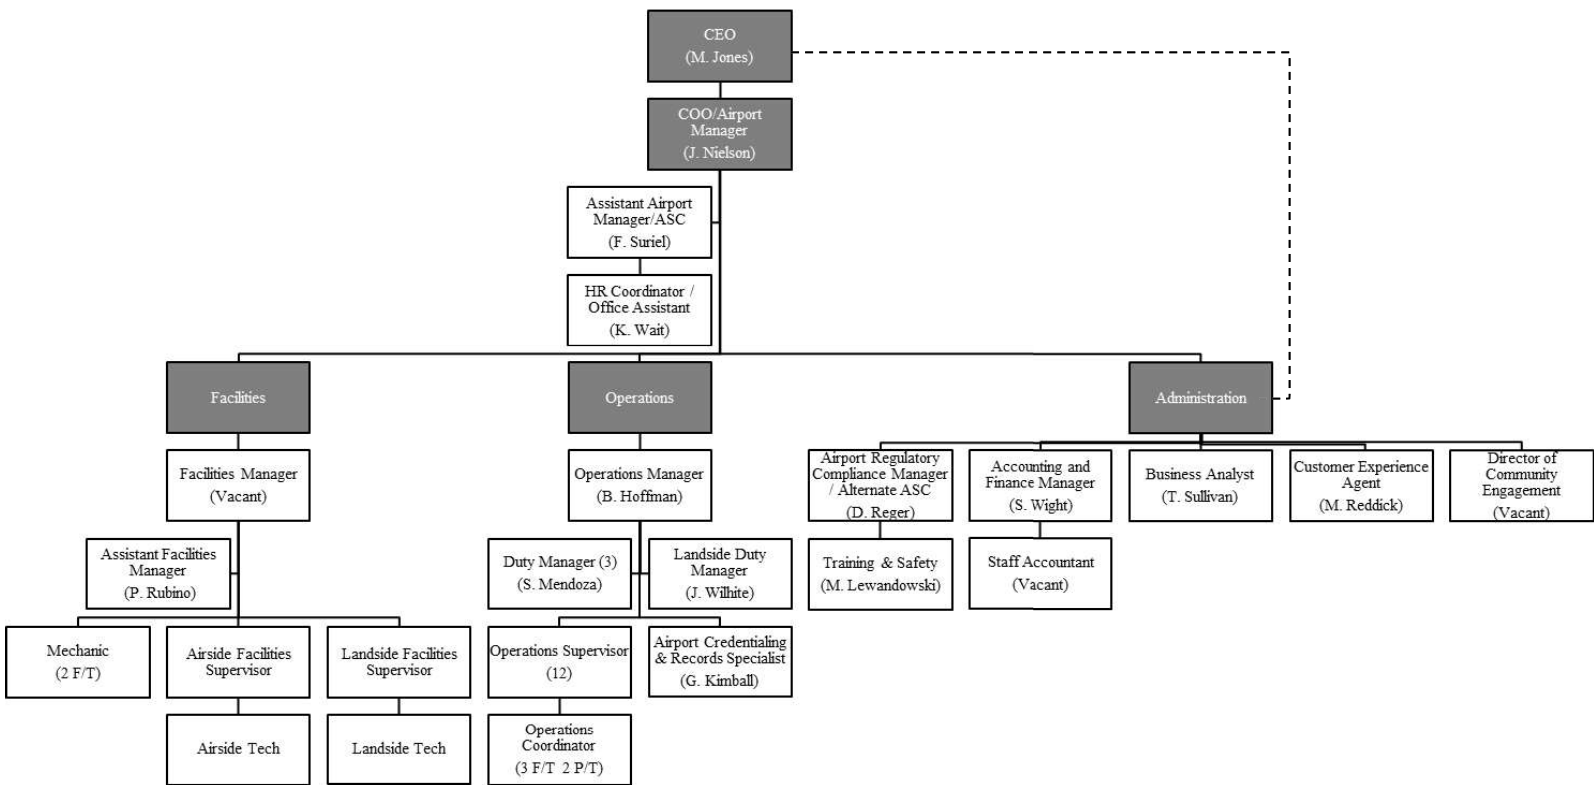 CEO
(M. Jones)
COO/Airport
Manager
(J. Nielson)
Assistant Airport
Manager/ASC
(F. Suriel)
HR Coordinator /
Office Assistant
(K. Wait)
Facilities
Operations
Administration
Facilities Manager
(Vacant)
Operations Manager
(B. Hoffman)
Airport Regulatory
Compliance Manager
/ Alternate ASC
(D. Reger)
Accounting and
Finance Manager
(S. Wight)
Business Analyst
(T. Sullivan)
Customer Experience
Agent
(M. Reddick)
Director of
Community
Engagement
(Vacant)
Assistant Facilities
Manager
(P. Rubino)
Duty Manager (3)
(S. Mendoza)
Landside Duty
Manager
(J. Wilhite)
Training & Safety
(M. Lewandowski)
Staff Accountant
(Vacant)
Mechanic
(2 F/T)
Airside Facilities
Supervisor
Landside Facilities
Supervisor
Operations Supervisor
(12)
Airport Credentialing
& Records Specialist
(G. Kimball)
Airside Tech
Landside Tech
Operations
Coordinator
(3 F/T 2 P/T)